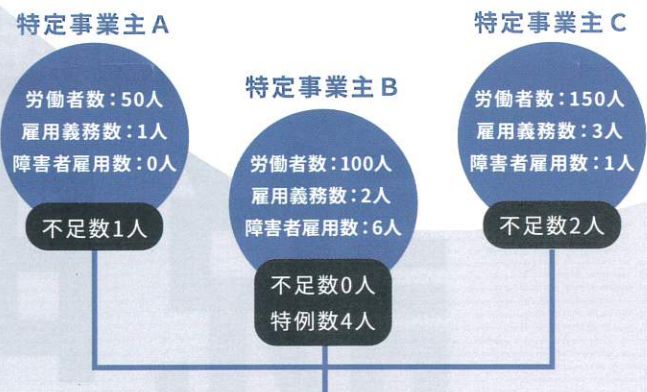 特定事業主A
労働者数：50人
雇用義務数：1人
障害者雇用数：0人
不足数1人
特定事業主B
労働者数：100人
雇用義務数：2人
障害者雇用数：6人
不足数0人
特例数4人
特定事業主C
労働者数：150人
雇用義務数：3人
障害者雇用数：1人
不足数2人